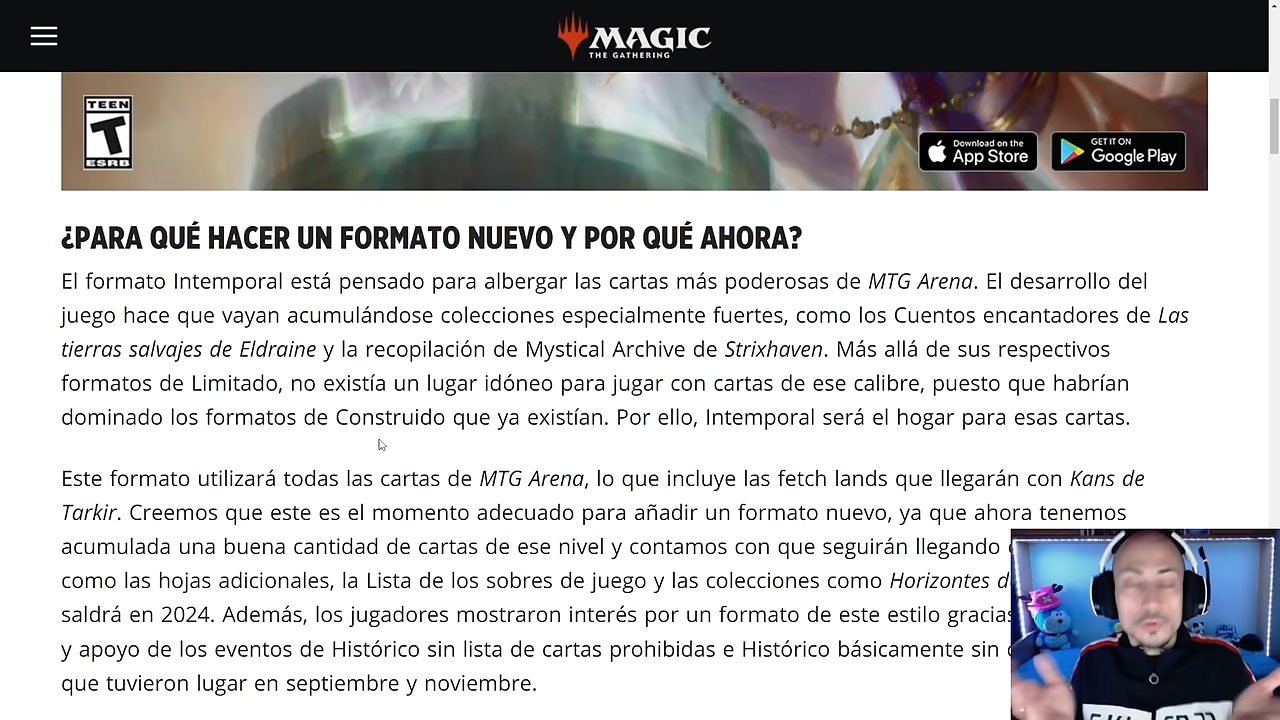 MAGIC
THE GATHERING
TEEN
T
ESRB
Download on the
App Store
GET IT ON
Google Play
¿PARA QUÉ HACER UN FORMATO NUEVO Y POR QUÉ AHORA?
El formato Intemporal está pensado para albergar las cartas más poderosas de MTG Arena. El desarrollo del
juego hace que vayan acumulándose colecciones especialmente fuertes, como los Cuentos encantadores de Las
tierras salvajes de Eldraine y la recopilación de Mystical Archive de Strixhaven. Más allá de sus respectivos
formatos de Limitado, no existía un lugar idóneo para jugar con cartas de ese calibre, puesto que habrían
dominado los formatos de Construido que ya existían. Por ello, Intemporal será el hogar para esas cartas.
Este formato utilizará todas las cartas de MTG Arena, lo que incluye las fetch lands que llegarán con Kans de
Tarkir. Creemos que este es el momento adecuado para añadir un formato nuevo, ya que ahora tenemos
acumulada una buena cantidad de cartas de ese nivel y contamos con que seguirán llegando
como las hojas adicionales, la Lista de los sobres de juego y las colecciones como Horizontes
saldrá en 2024. Además, los jugadores mostraron interés por un formato de este estilo gracias
y apoyo de los eventos de Histórico sin lista de cartas prohibidas e Histórico básicamente sin
que tuvieron lugar en septiembre y noviembre.